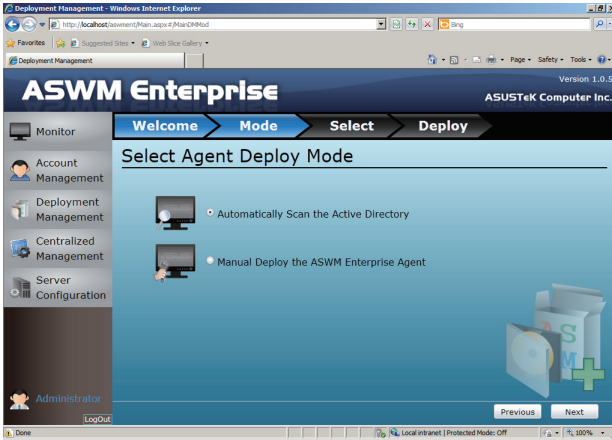 Deployment Management - Windows Internet Explorer
http://localhost/aswment/Main.aspx#/MainDMMod
Bing
Favorites
Suggested Sites
Web Slice Gallery
Deployment Management
Page
Safety
Tools
ASWM Enterprise
Version 1.0.5
ASUSTeK Computer Inc.
Monitor
Welcome
Mode
Select
Deploy
Select Agent Deploy Mode
Account
Management
Deployment
Management
Centralized
Management
Server
Configuration
Automatically Scan the Active Directory
Manual Deploy the ASWM Enterprise Agent
AS
WM
Administrator
LogOut
Previous
Next
Done
Local intranet | Protected Mode: Off
100%